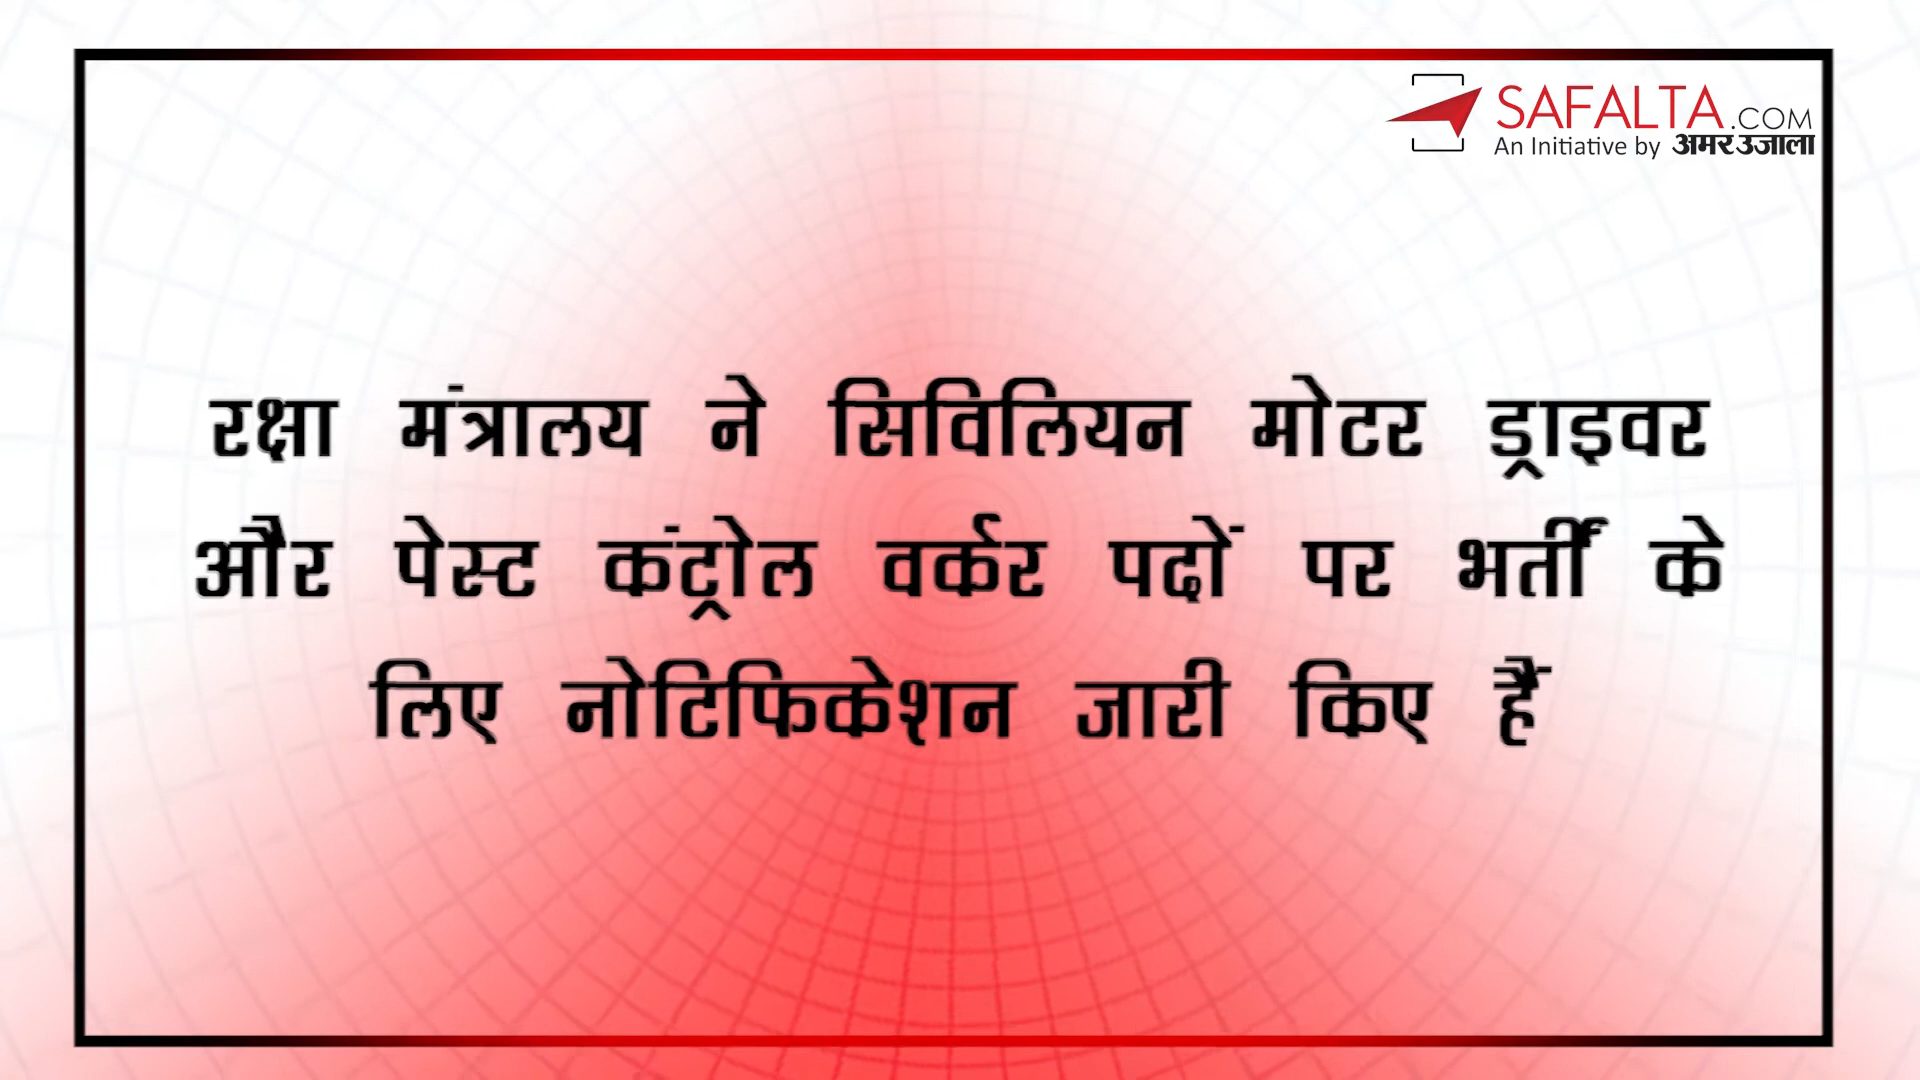 SAFALTA.COM
An Initiative by अमर उजाला
रक्षा मंत्रालय ने सिविलियन मोटर ड्राइवर
और पेस्ट कंट्रोल वर्कर पदों पर भर्ती के
लिए नोटिफिकेशन जारी किए हैं